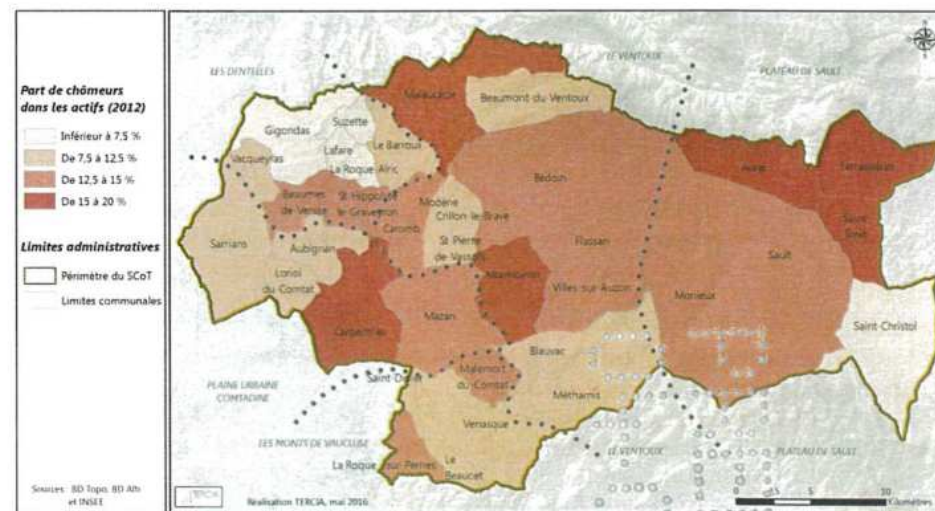 Part de chômeurs
dans les actifs (2012)
Inférieur à 7,5 %
De 7,5 à 12,5 %
De 12,5 à 15 %
De 15 à 20 %
Limites administratives
Périmètre du SCoT
Limites communales
Sources : BD Topo, BD Alti
et INSEE
LES DENTELLES
LE VENTOUX
PLATEAU DE SAULT
Malaucène
Beaumont du Ventoux
Suzette
Gigondas
Le Barroux
Lafare
Vacqueyras
La Roque Alric
Bedoin
Aurel
Saint
Beaumes
de Venise
St Hippolyte
le Graveyron
Modène
Crillon le Brave
Caromb
Sarrians
Aubignan
St Pierre
de Vassols
Flassan
Sault
Loriol
du Comtat
Mormoiron
Villes sur Auzon
Monieux
Mazan
Carpentras
Saint-Christol
Blauvac
Saint-Didier
Malemort
du Comtat
Méthamis
PLAINE URBAINE
COMTADINE
Venasque
LES MONTS DE VAUCLUSE
LE VENTOUX
PLATEAU DE SAULT
La Roque sur Pernes
Le
Beaucet
TERCIA
Réalisation TERCIA, mai 2016
0
10
Kilomètres